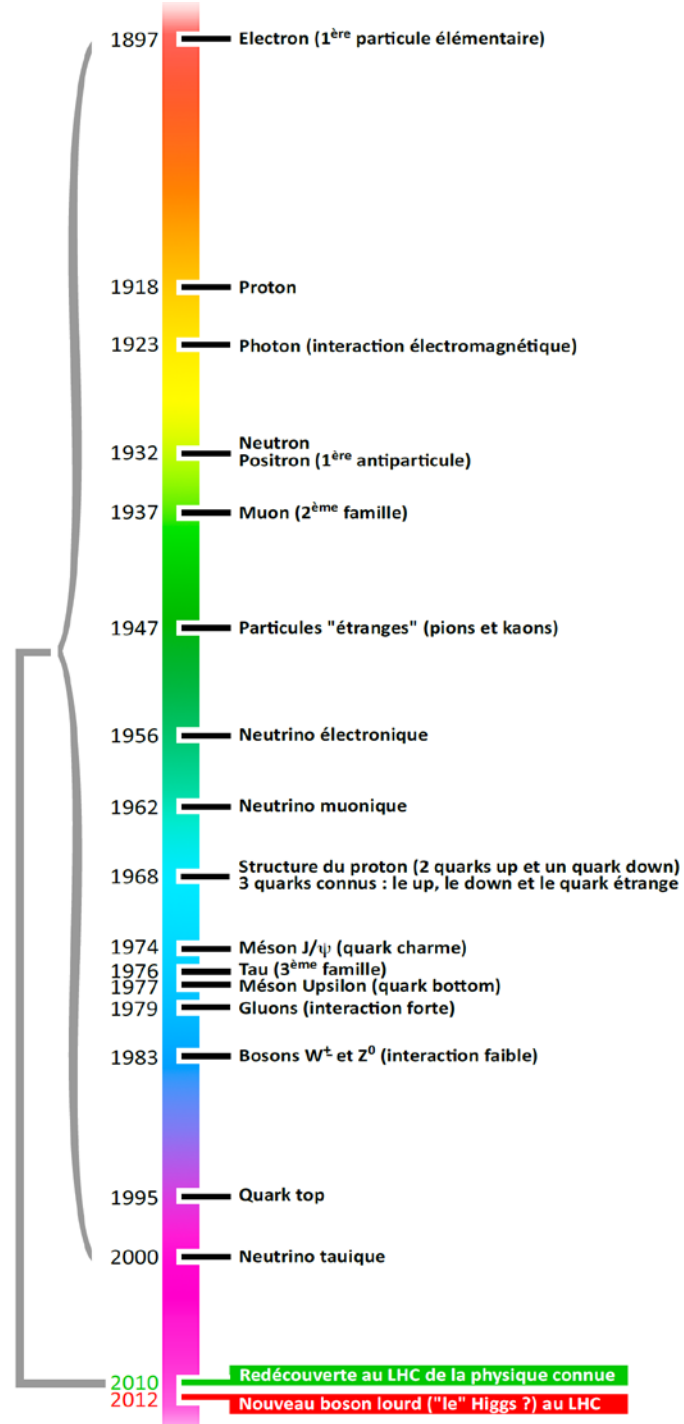 1897 Electron (1ère particule élémentaire)
1918 Proton
1923 Photon (interaction électromagnétique)
1932 Neutron
Positron (1ère antiparticule)
1937 Muon (2ème famille)
1947 Particules "étranges" (pions et kaons)
1956 Neutrino électronique
1962 Neutrino muonique
1968 Structure du proton (2 quarks up et un quark down)
3 quarks connus : le up, le down et le quark étrange
1974 Méson J/ψ (quark charme)
1976 Tau (3ème famille)
1977 Méson Upsilon (quark bottom)
1979 Gluons (interaction forte)
1983 Bosons W± et Z⁰ (interaction faible)
1995 Quark top
2000 Neutrino tauique
2010 Redécouverte au LHC de la physique connue
2012 Nouveau boson lourd ("le" Higgs ?) au LHC